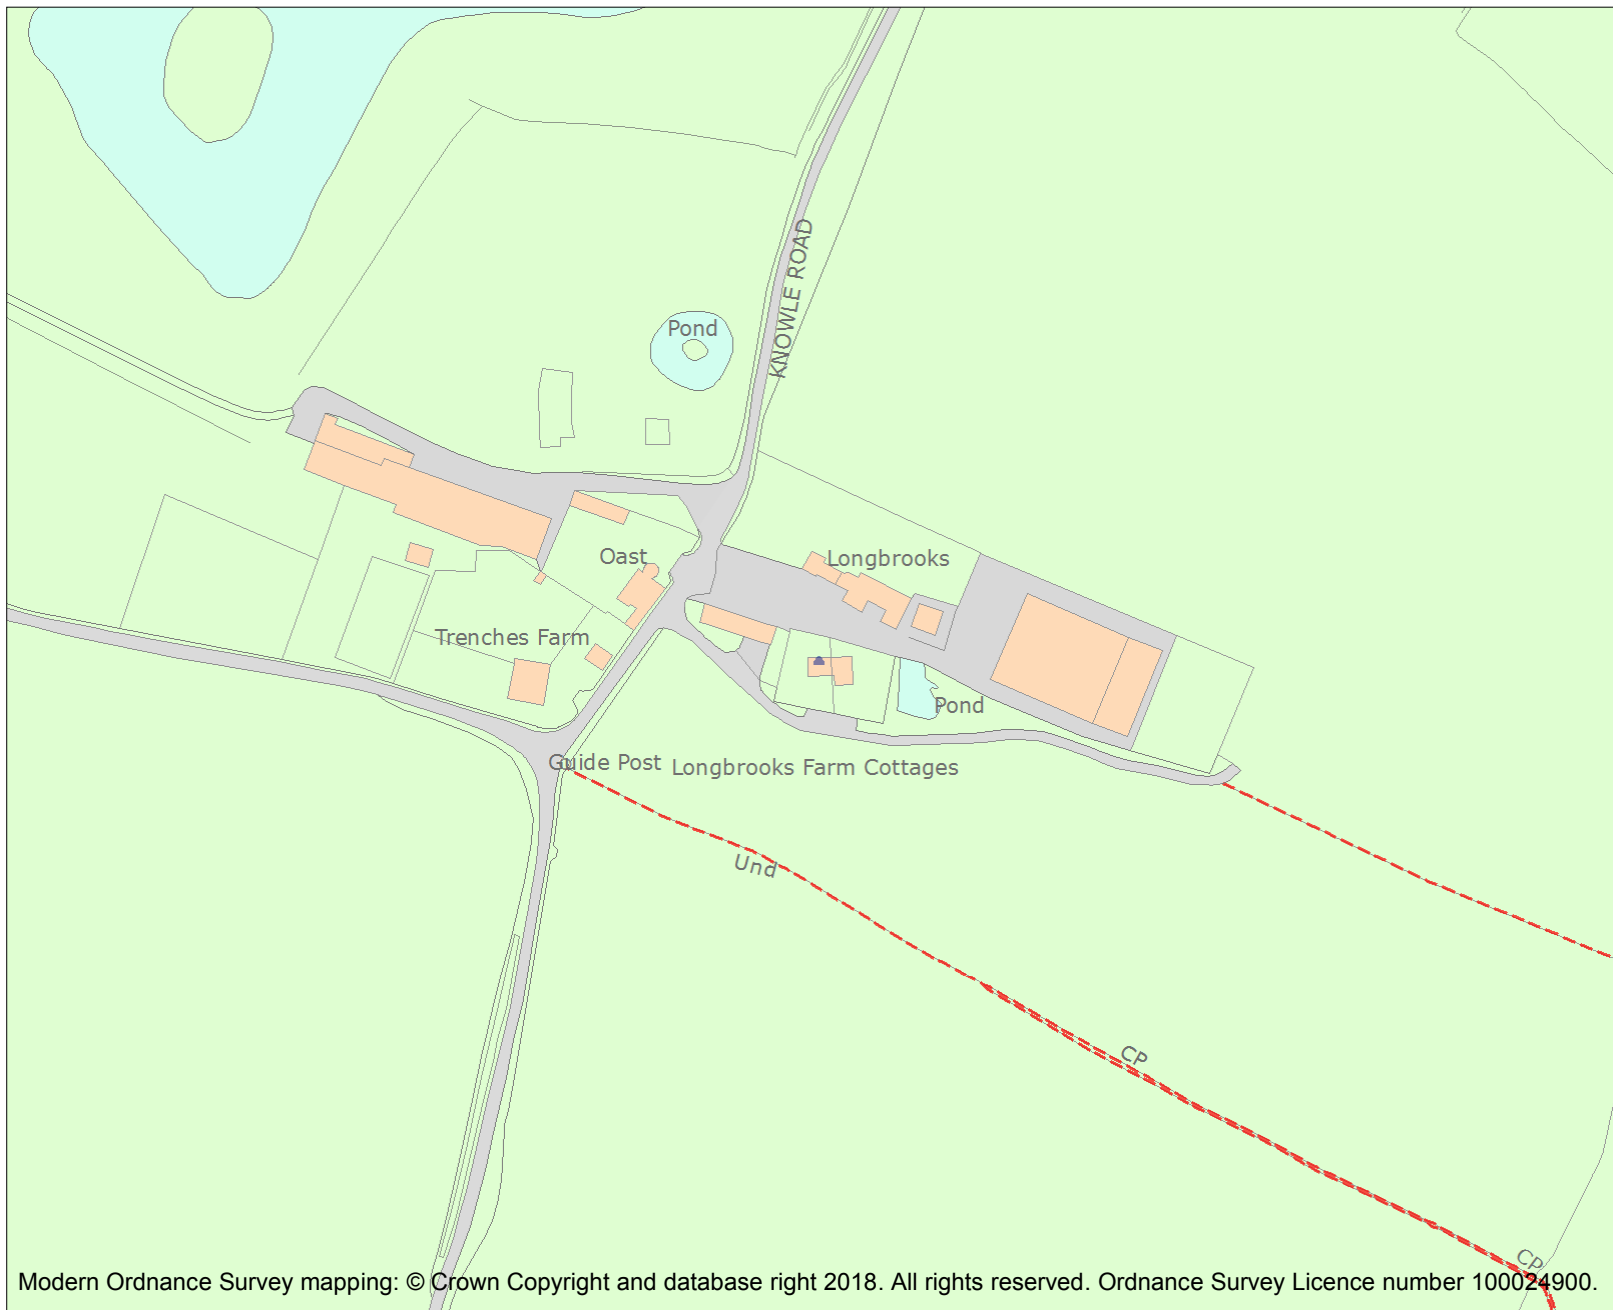 KNOWLE ROAD
Pond
Oast
Longbrooks
Trenches Farm
Pond
Guide Post
Longbrooks Farm Cottages
Und
CP
CP
Modern Ordnance Survey mapping: © Crown Copyright and database right 2018. All rights reserved. Ordnance Survey Licence number 100024900.